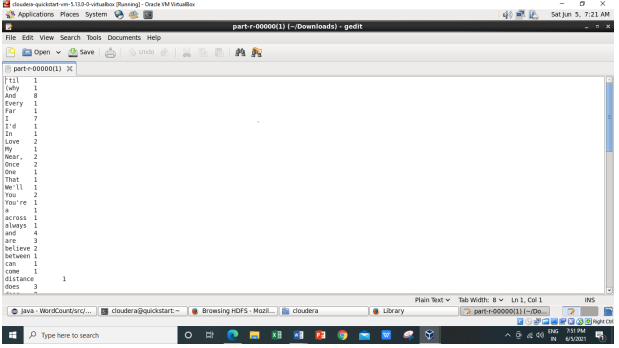 cloudera-quickstart-vm-5.13.0-0-virtualbox [Running] - Oracle VM VirtualBox
Applications Places System
Sat Jun 5, 7:21 AM
part-r-00000(1) (~/Downloads) - gedit
File Edit View Search Tools Documents Help
Open Save Undo
part-r-00000(1)
'til 1
(why 1
And 8
Every 1
Far 1
I 7
I'd 1
In 1
Love 2
My 1
Near, 2
Once 2
One 1
That 1
We'll 1
You 2
You're 1
a 1
across 1
always 1
and 4
are 3
believe 2
between 1
can 1
come 1
distance 1
does 3
Plain Text Tab Width: 8 Ln 1, Col 1 INS
Java - WordCount/src/... cloudera@quickstart:~ Browsing HDFS - Mozil... cloudera Library part-r-00000(1) (~/Do...
Right Ctrl
Type here to search
ENG 7:51 PM
IN 6/5/2021